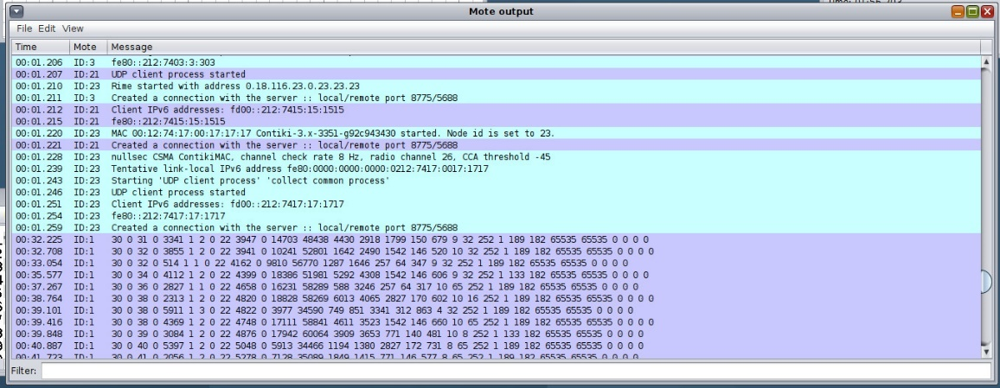 Mote output
File Edit View
Time Mote Message
00:01.206 ID:3 fe80::212:7403:3:303
00:01.207 ID:21 UDP client process started
00:01.210 ID:23 Rime started with address 0.18.116.23.0.23.23.23
00:01.211 ID:3 Created a connection with the server :: local/remote port 8775/5688
00:01.212 ID:21 Client IPv6 addresses: fd00::212:7415:15:1515
00:01.215 ID:21 fe80::212:7415:15:1515
00:01.220 ID:23 MAC 00:12:74:17:00:17:17:17 Contiki-3.x-3351-g92c943430 started. Node id is set to 23.
00:01.221 ID:21 Created a connection with the server :: local/remote port 8775/5688
00:01.228 ID:23 nullsec CSMA ContikiMAC, channel check rate 8 Hz, radio channel 26, CCA threshold -45
00:01.239 ID:23 Tentative link-local IPv6 address fe80:0000:0000:0000:0212:7417:0017:1717
00:01.243 ID:23 Starting 'UDP client process' 'collect common process'
00:01.246 ID:23 UDP client process started
00:01.251 ID:23 Client IPv6 addresses: fd00::212:7417:17:1717
00:01.254 ID:23 fe80::212:7417:17:1717
00:01.259 ID:23 Created a connection with the server :: local/remote port 8775/5688
00:32.225 ID:1 30 0 31 0 3341 1 2 0 22 3947 0 14703 48438 4430 2918 1799 150 679 9 32 252 1 189 182 65535 65535 0 0 0 0
00:32.708 ID:1 30 0 32 0 3855 1 2 0 22 3941 0 10241 52801 1642 2490 1542 146 520 10 32 252 1 189 182 65535 65535 0 0 0 0
00:33.054 ID:1 30 0 32 0 514 1 1 0 22 4162 0 9810 56770 1287 1646 257 64 347 9 32 252 1 189 182 65535 65535 0 0 0 0
00:35.577 ID:1 30 0 34 0 4112 1 2 0 22 4399 0 18386 51981 5292 4308 1542 146 606 9 32 252 1 133 182 65535 65535 0 0 0 0
00:37.267 ID:1 30 0 36 0 2827 1 1 0 22 4658 0 16231 58289 588 3246 257 64 317 10 65 252 1 189 182 65535 65535 0 0 0 0
00:38.764 ID:1 30 0 38 0 2313 1 2 0 22 4820 0 18828 58269 6013 4065 2827 170 602 10 16 252 1 189 182 65535 65535 0 0 0 0
00:39.101 ID:1 30 0 38 0 5911 1 3 0 22 4822 0 3977 34590 749 851 3341 312 863 4 32 252 1 189 182 65535 65535 0 0 0 0
00:39.416 ID:1 30 0 38 0 4369 1 2 0 22 4748 0 17111 58841 4611 3523 1542 146 660 10 65 252 1 189 182 65535 65535 0 0 0 0
00:39.848 ID:1 30 0 39 0 3084 1 2 0 22 4876 0 17942 60064 3909 3653 771 140 481 10 8 252 1 133 182 65535 65535 0 0 0 0
00:40.887 ID:1 30 0 40 0 5397 1 2 0 22 5048 0 5913 34466 1194 1380 2827 172 731 8 65 252 1 189 182 65535 65535 0 0 0 0
00:41.723 ID:1 30 0 41 0 2056 1 2 0 22 5278 0 7128 35089 1849 1415 771 146 577 8 65 252 1 189 182 65535 65535 0 0 0 0
Filter: